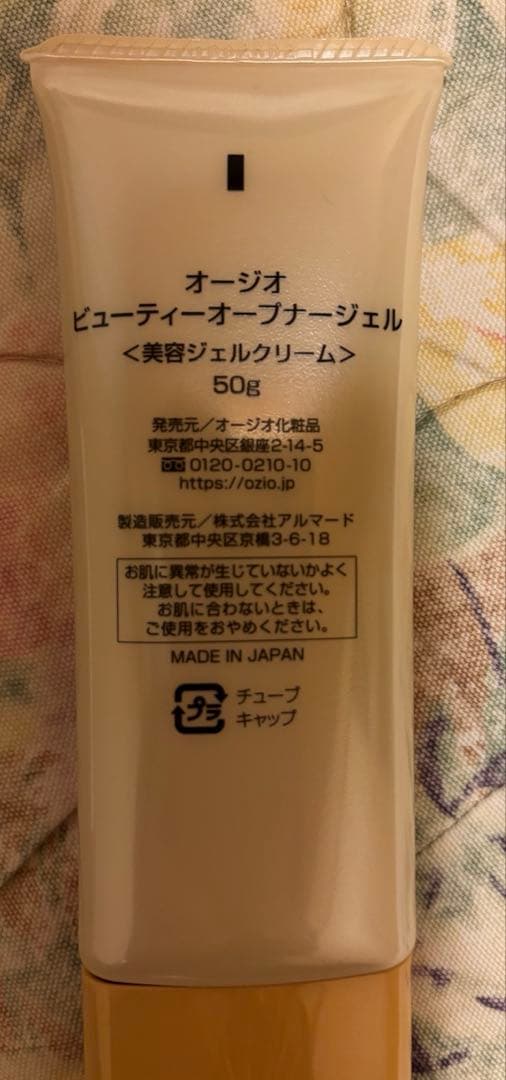 オージオ
ビューティーオープナージェル
<美容ジェルクリーム>
50g
発売元/オージオ化粧品
東京都中央区銀座2-14-5
0120-0210-10
https://ozio.jp
製造販売元/株式会社アルマード
東京都中央区京橋3-6-18
お肌に異常が生じていないかよく
注意して使用してください。
お肌に合わないときは、
ご使用をおやめください。
MADE IN JAPAN
プラ チューブ
キャップ